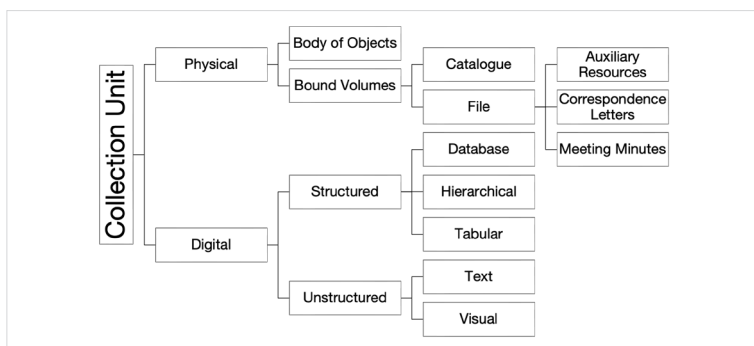 Collection Unit
Physical
Body of Objects
Bound Volumes
Catalogue
File
Auxiliary
Resources
Correspondence
Letters
Meeting Minutes
Digital
Structured
Database
Hierarchical
Tabular
Unstructured
Text
Visual